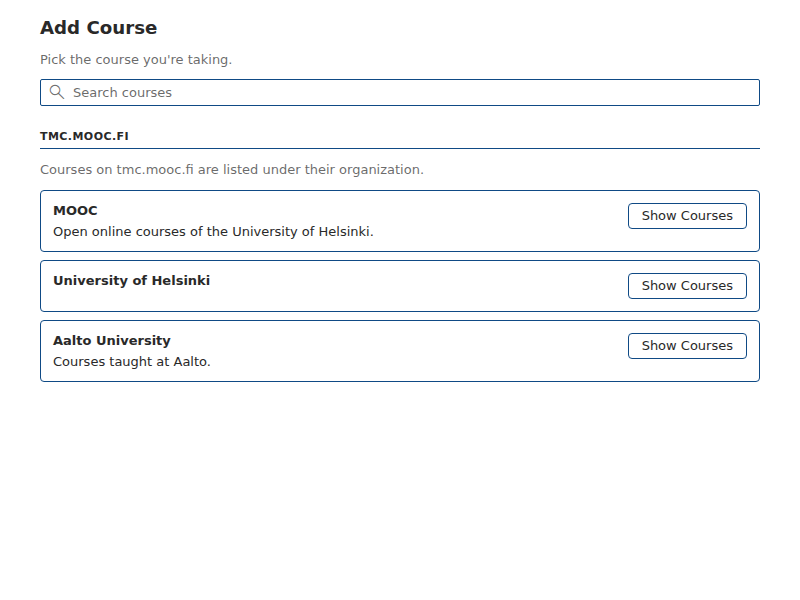 Add Course
Pick the course you're taking.
Search courses
TMC.MOOC.FI
Courses on tmc.mooc.fi are listed under their organization.
MOOC
Show Courses
Open online courses of the University of Helsinki.
University of Helsinki
Show Courses
Aalto University
Show Courses
Courses taught at Aalto.